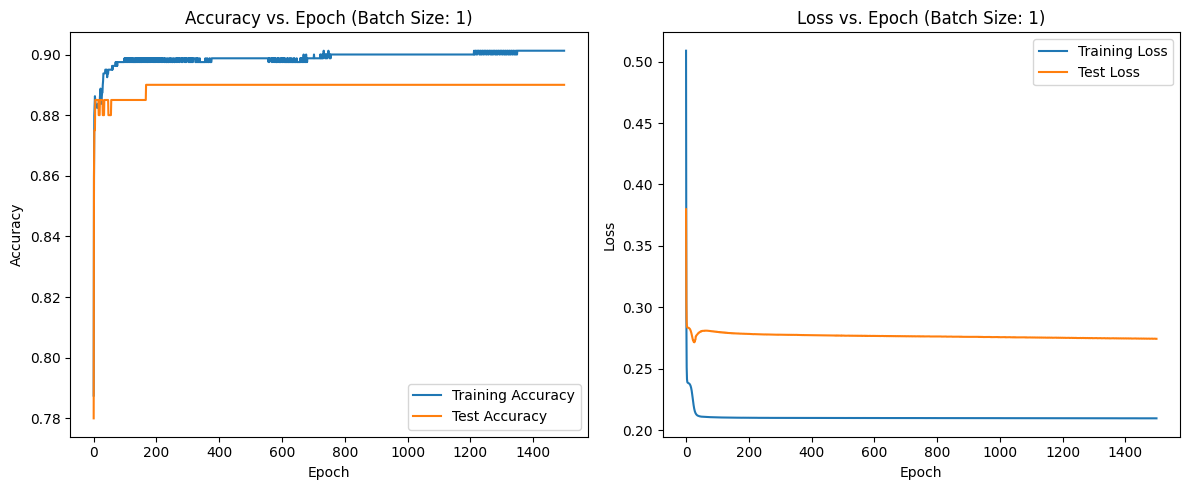 Accuracy vs. Epoch (Batch Size: 1)
0.90
0.88
0.86
0.84
0.82
0.80
0.78
Accuracy
0 200 400 600 800 1000 1200 1400
Epoch
Training Accuracy
Test Accuracy
Loss vs. Epoch (Batch Size: 1)
0.50
0.45
0.40
0.35
0.30
0.25
0.20
Loss
0 200 400 600 800 1000 1200 1400
Epoch
Training Loss
Test Loss